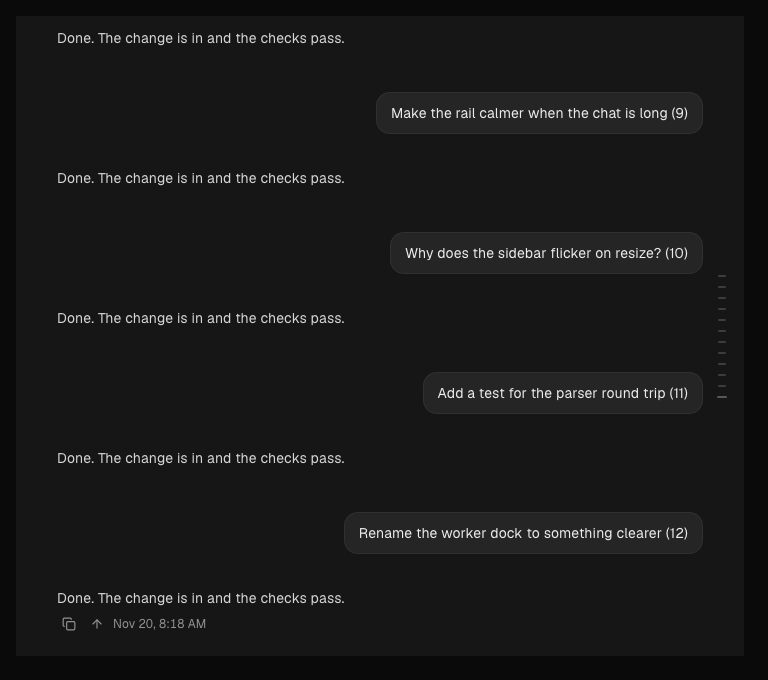 Done. The change is in and the checks pass.
Make the rail calmer when the chat is long (9)
Done. The change is in and the checks pass.
Why does the sidebar flicker on resize? (10)
Done. The change is in and the checks pass.
Add a test for the parser round trip (11)
Done. The change is in and the checks pass.
Rename the worker dock to something clearer (12)
Done. The change is in and the checks pass.
Nov 20, 8:18 AM